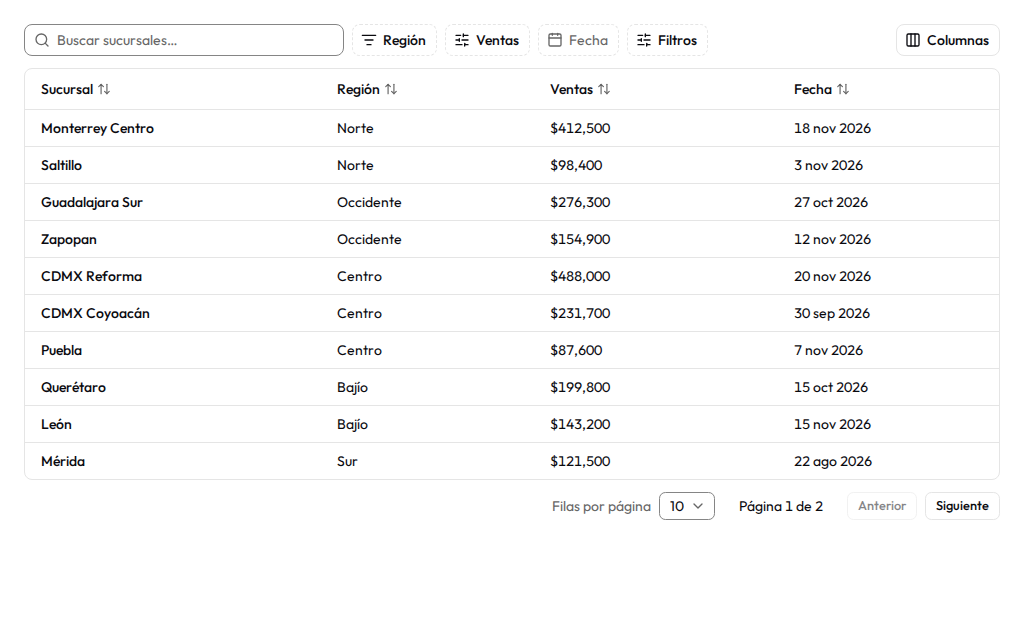 Buscar sucursales... Región Ventas Fecha Filtros Columnas
Sucursal Región Ventas Fecha
Monterrey Centro Norte $412,500 18 nov 2026
Saltillo Norte $98,400 3 nov 2026
Guadalajara Sur Occidente $276,300 27 oct 2026
Zapopan Occidente $154,900 12 nov 2026
CDMX Reforma Centro $488,000 20 nov 2026
CDMX Coyoacán Centro $231,700 30 sep 2026
Puebla Centro $87,600 7 nov 2026
Querétaro Bajío $199,800 15 oct 2026
León Bajío $143,200 15 nov 2026
Mérida Sur $121,500 22 ago 2026
Filas por página 10 Página 1 de 2 Anterior Siguiente